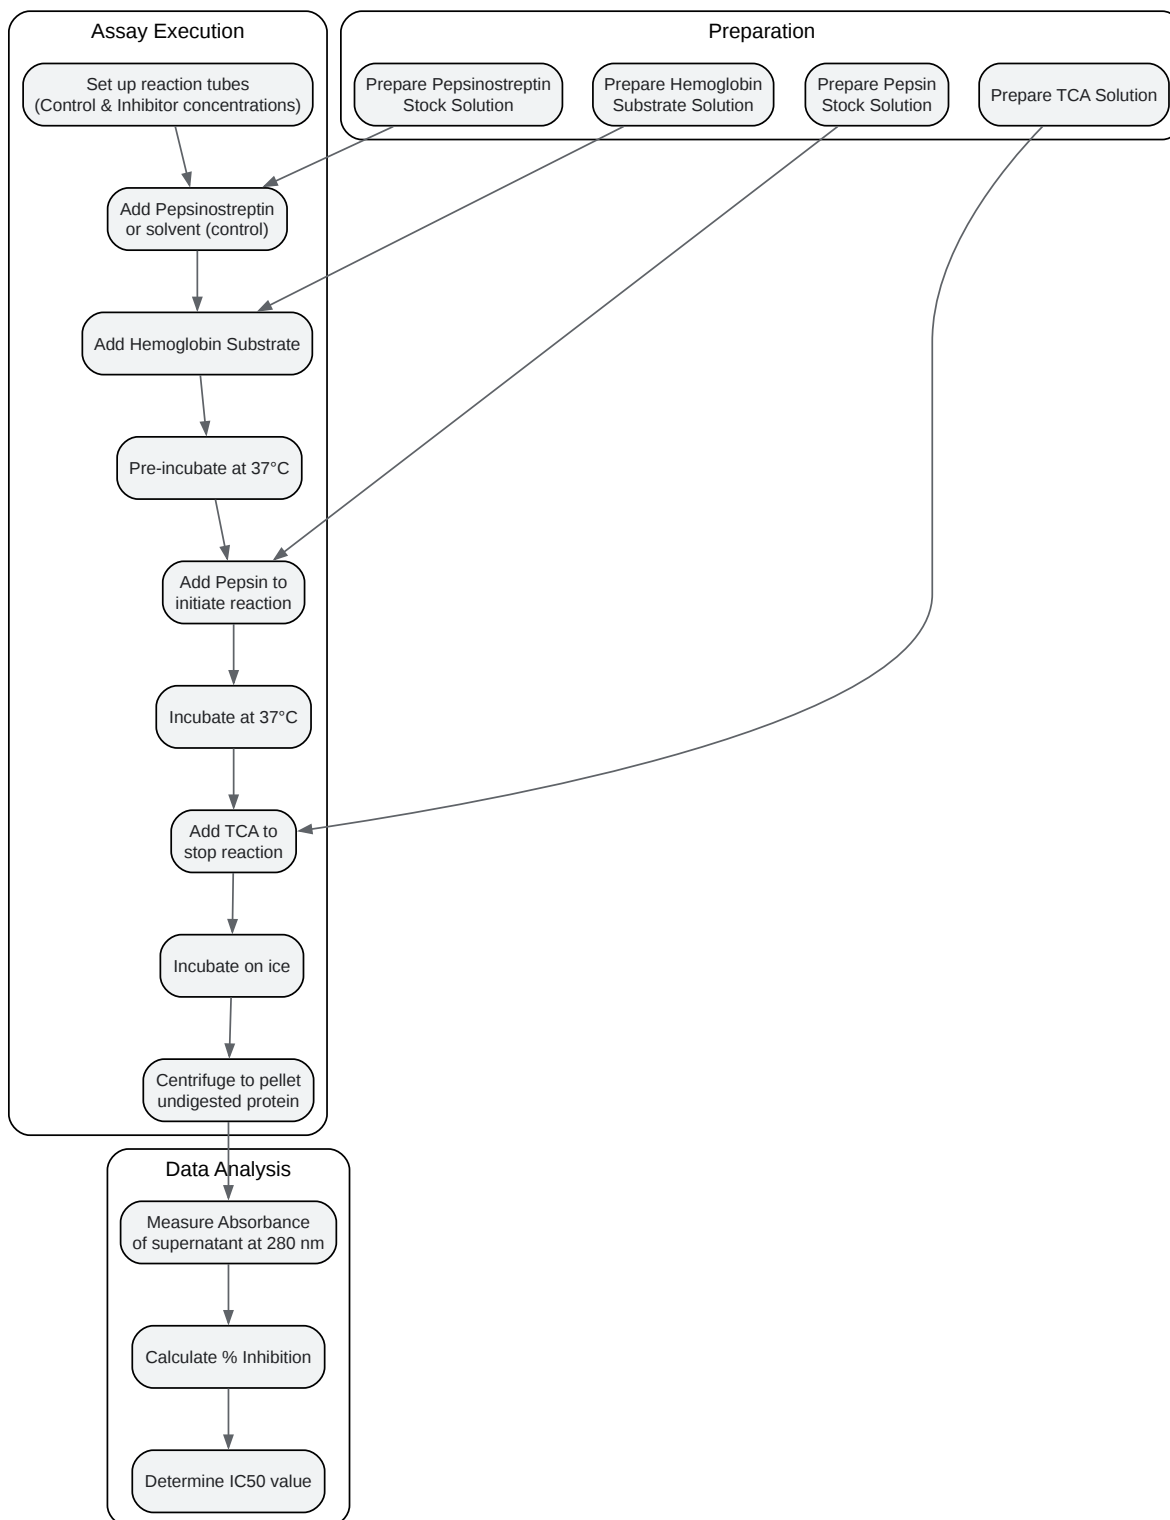 Assay Execution
Set up reaction tubes
(Control & Inhibitor concentrations)
Add Pepsinostreptin
or solvent (control)
Add Hemoglobin Substrate
Pre-incubate at 37°C
Add Pepsin to
initiate reaction
Incubate at 37°C
Add TCA to
stop reaction
Incubate on ice
Centrifuge to pellet
undigested protein
Preparation
Prepare Pepsinostreptin
Stock Solution
Prepare Hemoglobin
Substrate Solution
Prepare Pepsin
Stock Solution
Prepare TCA Solution
Data Analysis
Measure Absorbance
of supernatant at 280 nm
Calculate % Inhibition
Determine IC50 value